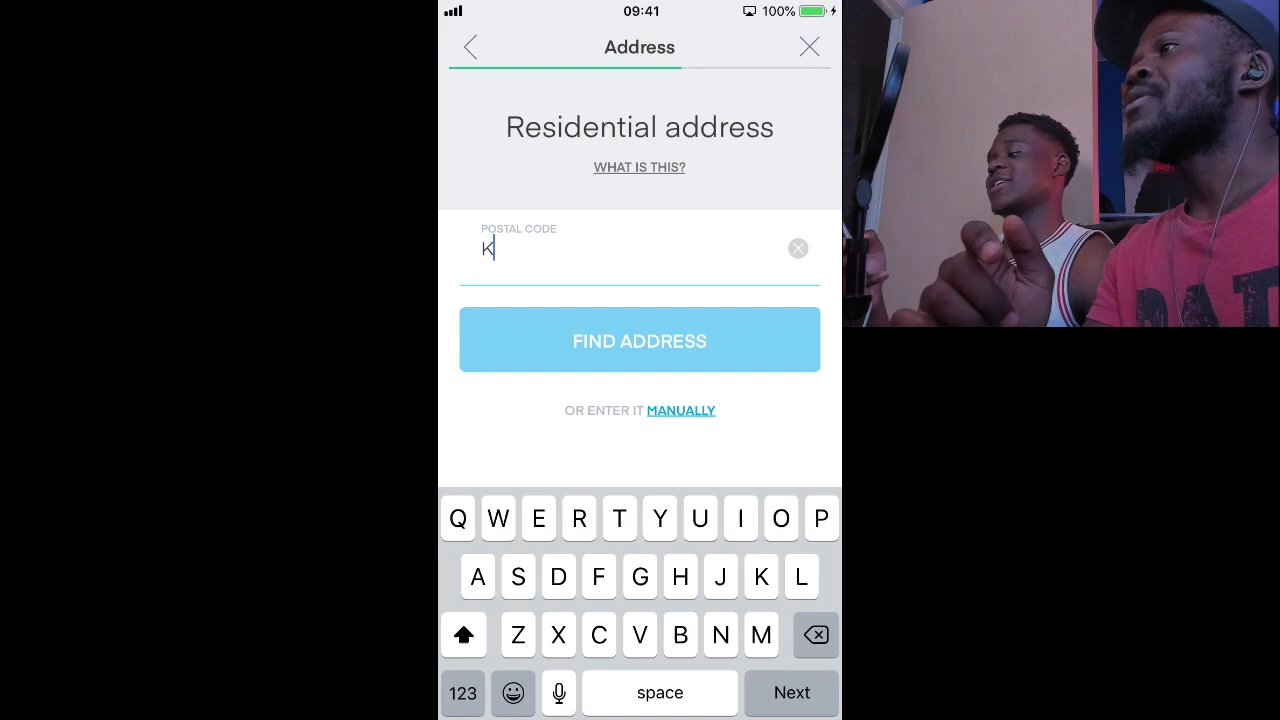 09:41
100%
Address
Residential address
WHAT IS THIS?
POSTAL CODE
K
FIND ADDRESS
OR ENTER IT MANUALLY
Q W E R T Y U I O P
A S D F G H J K L
Z X C V B N M
123 space Next